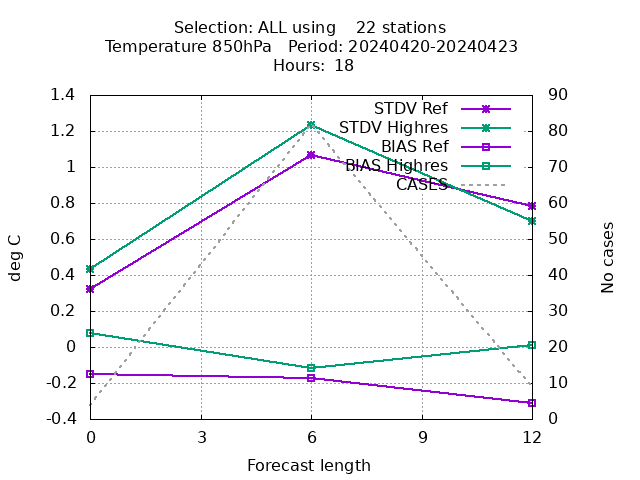 Selection: ALL using 22 stations
Temperature 850hPa Period: 20240420-20240423
Hours: 18
1.4
1.2
1
0.8
0.6
0.4
0.2
0
-0.2
-0.4
deg C
90
80
70
60
50
40
30
20
10
0
No cases
STDV Ref
STDV Highres
BIAS Ref
BIAS Highres
CASES
0 3 6 9 12
Forecast length